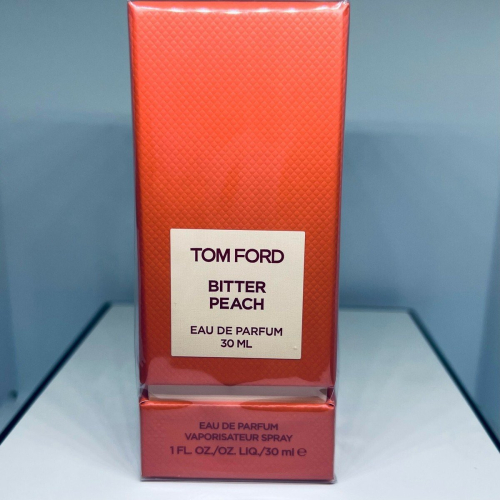 TOM FORD
BITTER
PEACH
EAU DE PARFUM
30 ML
EAU DE PARFUM
VAPORISATEUR SPRAY
1 FL. OZ./OZ. LIQ./30 ml ℮